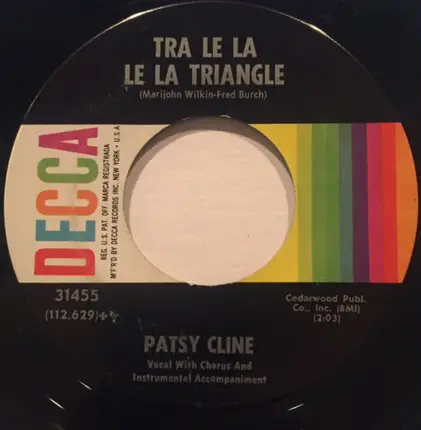 TRA LE LA
LE LA TRIANGLE
(Marijohn Wilkin-Fred Burch)
DECCA
REG. U.S. PAT. OFF. MARCA REGISTRADA
M'F'R'D BY DECCA RECORDS INC. NEW YORK • U.S.A
31455
(112,629)
Cedarwood Publ.
Co., Inc. (BMI)
(2:03)
PATSY CLINE
Vocal With Chorus And
Instrumental Accompaniment